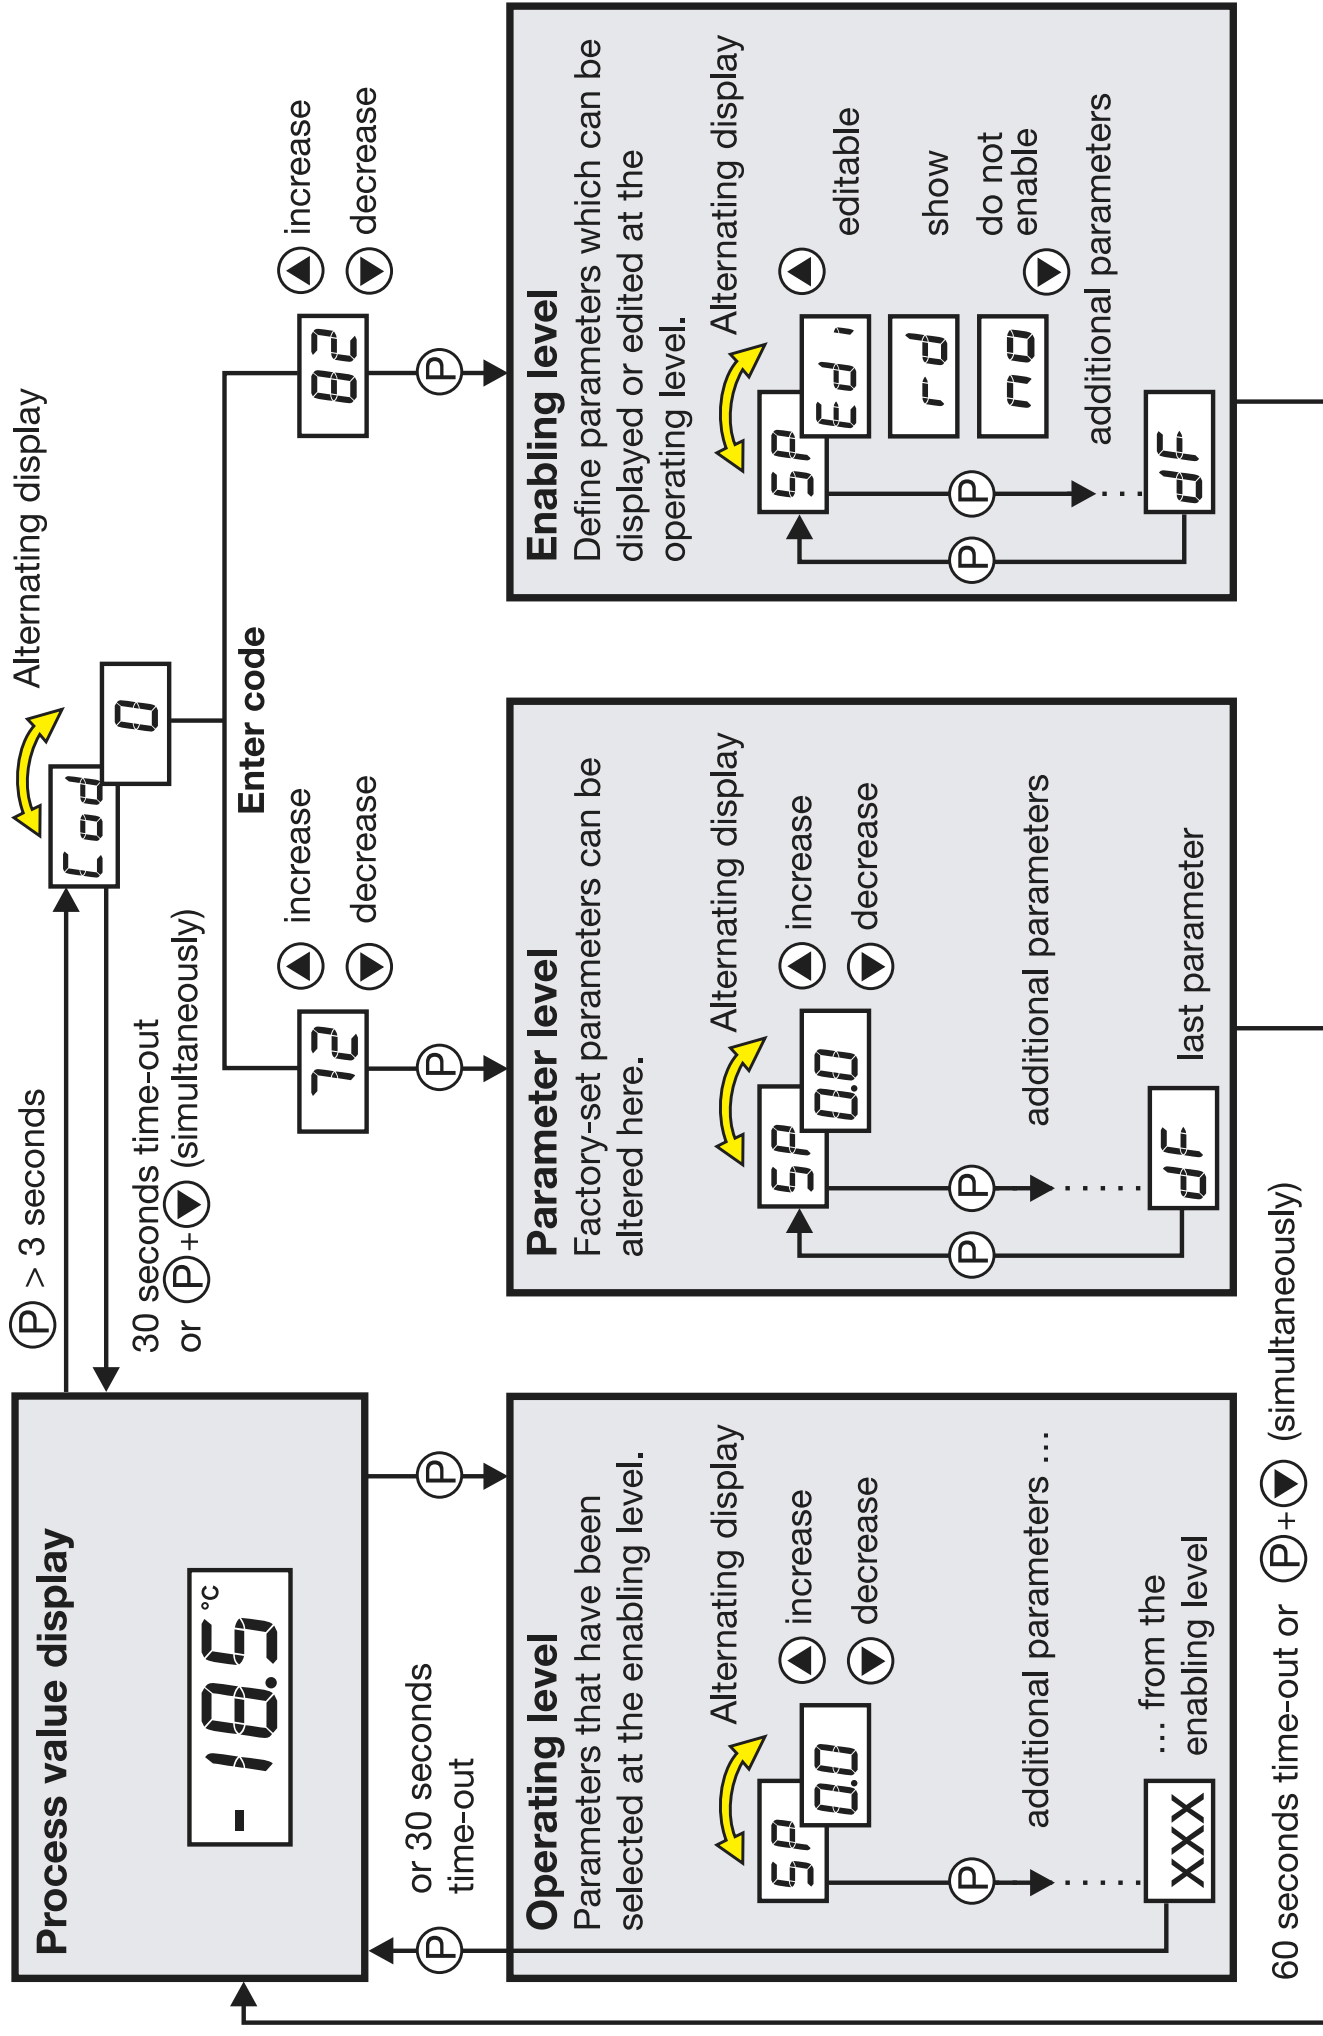 Process value display
- 18.5 °C
P > 3 seconds
30 seconds time-out
or P + ▼ (simultaneously)
Alternating display
Cod
0
Enter code
72
▲ increase
▼ decrease
P
82
▲ increase
▼ decrease
P
P
or 30 seconds
time-out
P
Operating level
Parameters that have been
selected at the enabling level.
Alternating display
SP
0.0
▲ increase
▼ decrease
P
additional parameters ...
XXX
... from the
enabling level
Parameter level
Factory-set parameters can be
altered here.
Alternating display
SP
0.0
▲ increase
▼ decrease
P
P
additional parameters
dF
last parameter
Enabling level
Define parameters which can be
displayed or edited at the
operating level.
Alternating display
SP
Edi
▲ editable
rd
show
no
do not
enable
▼
P
P
additional parameters
dF
60 seconds time-out or P + ▼ (simultaneously)